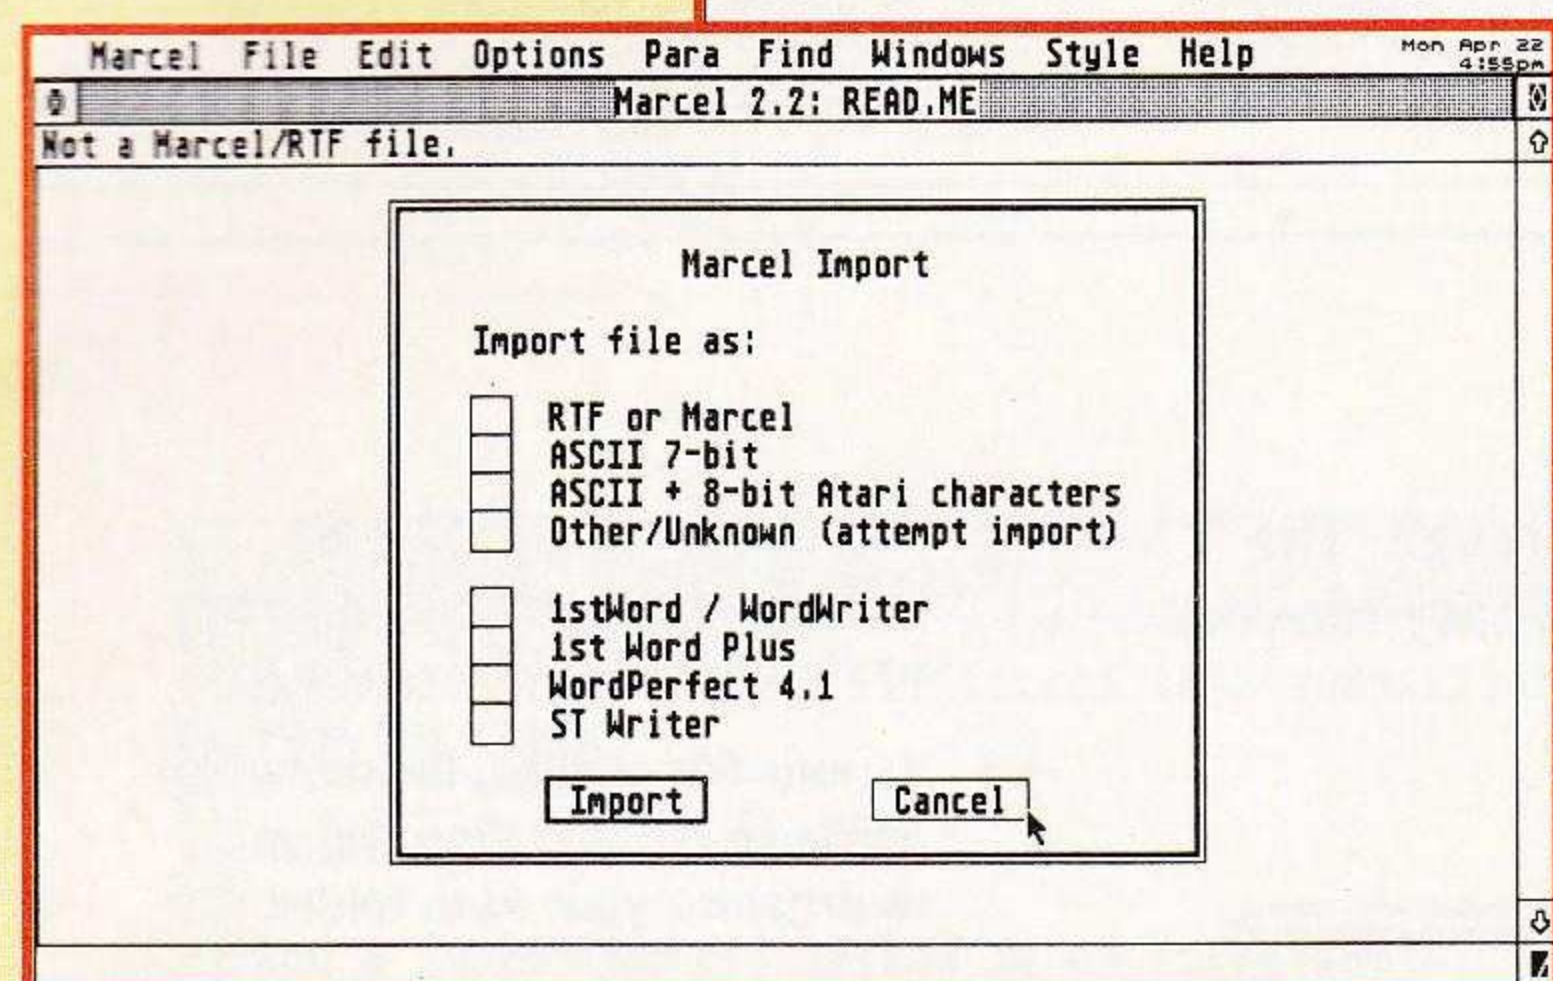 Marcel File Edit Options Para Find Windows Style Help
Mon Apr 22
4:55pm
Marcel 2.2: READ.ME
Not a Marcel/RTF file.
Marcel Import
Import file as:
RTF or Marcel
ASCII 7-bit
ASCII + 8-bit Atari characters
Other/Unknown (attempt import)
1stWord / WordWriter
1st Word Plus
WordPerfect 4.1
ST Writer
Import
Cancel